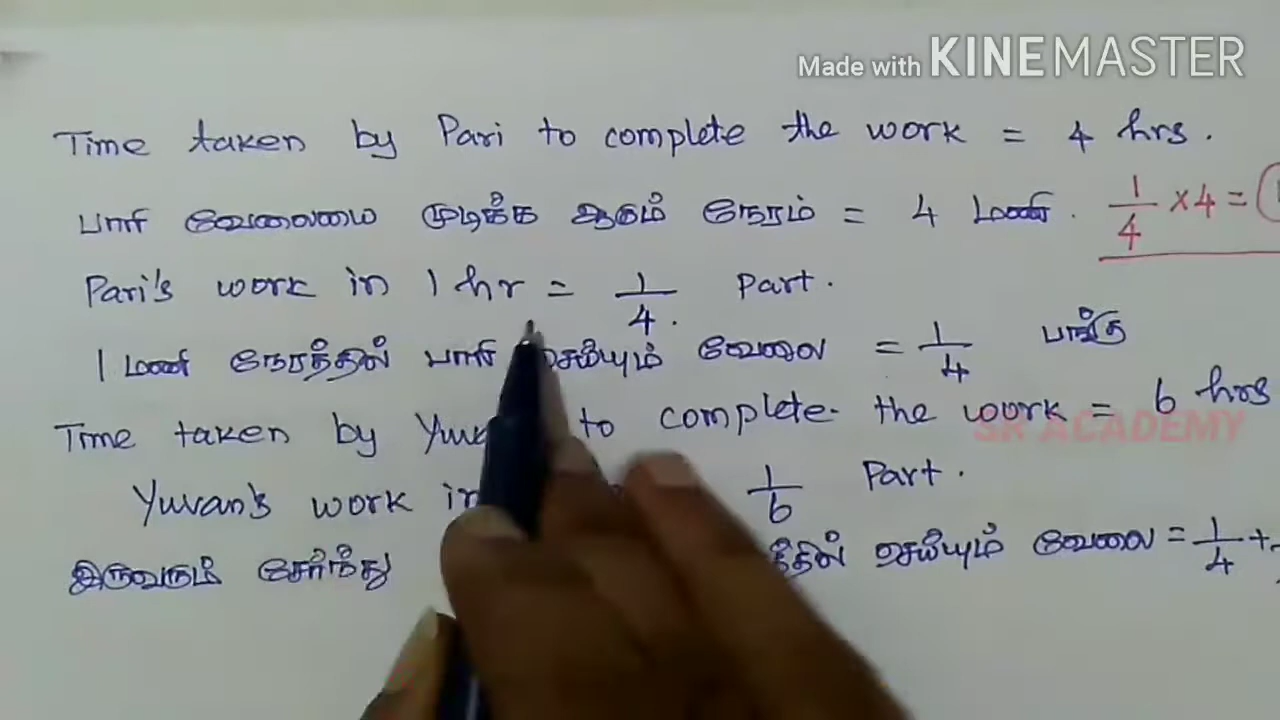 Made with KINEMASTER
Time taken by Pari to complete the work = 4 hrs.
பாரி வேலையை முடிக்க ஆகும் நேரம் = 4 மணி. 1/4 × 4 =
Pari's work in 1 hr = 1/4 Part.
1 மணி நேரத்தில் பாரி செய்யும் வேலை = 1/4 பங்கு
Time taken by to complete the work = 6 hrs
SR ACADEMY
Yuvan's work in 1/6 Part.
இருவரும் சேர்ந்து செய்யும் வேலை = 1/4 +